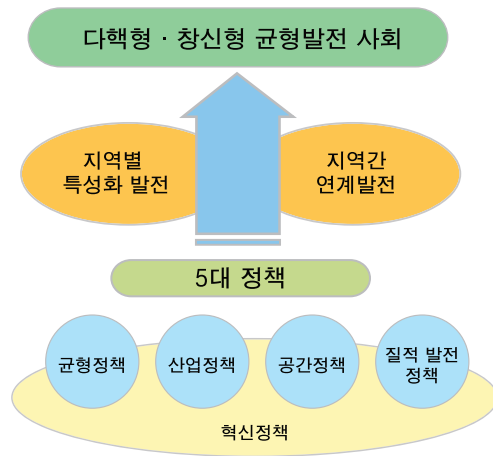 다핵형 · 창신형 균형발전 사회
지역별
특성화 발전
지역간
연계발전
5대 정책
균형정책
산업정책
공간정책
질적 발전
정책
혁신정책